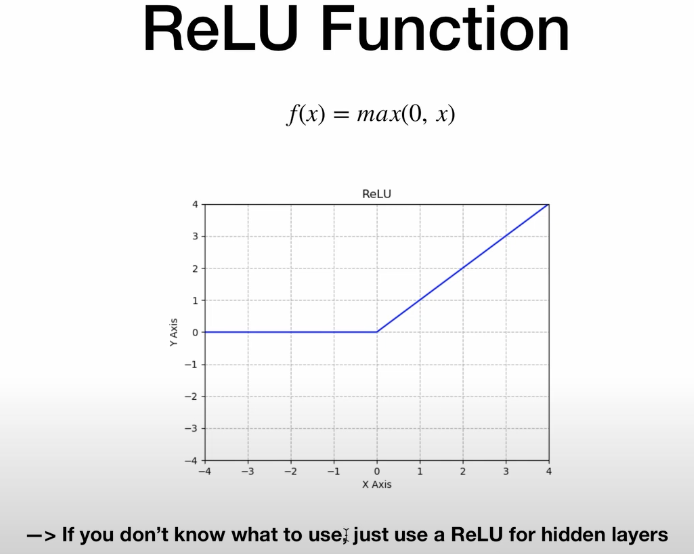 ReLU Function
f(x) = max(0, x)
ReLU
4
3
2
1
0
−1
−2
−3
−4
Y Axis
−4 −3 −2 −1 0 1 2 3 4
X Axis
—> If you don’t know what to use, just use a ReLU for hidden layers